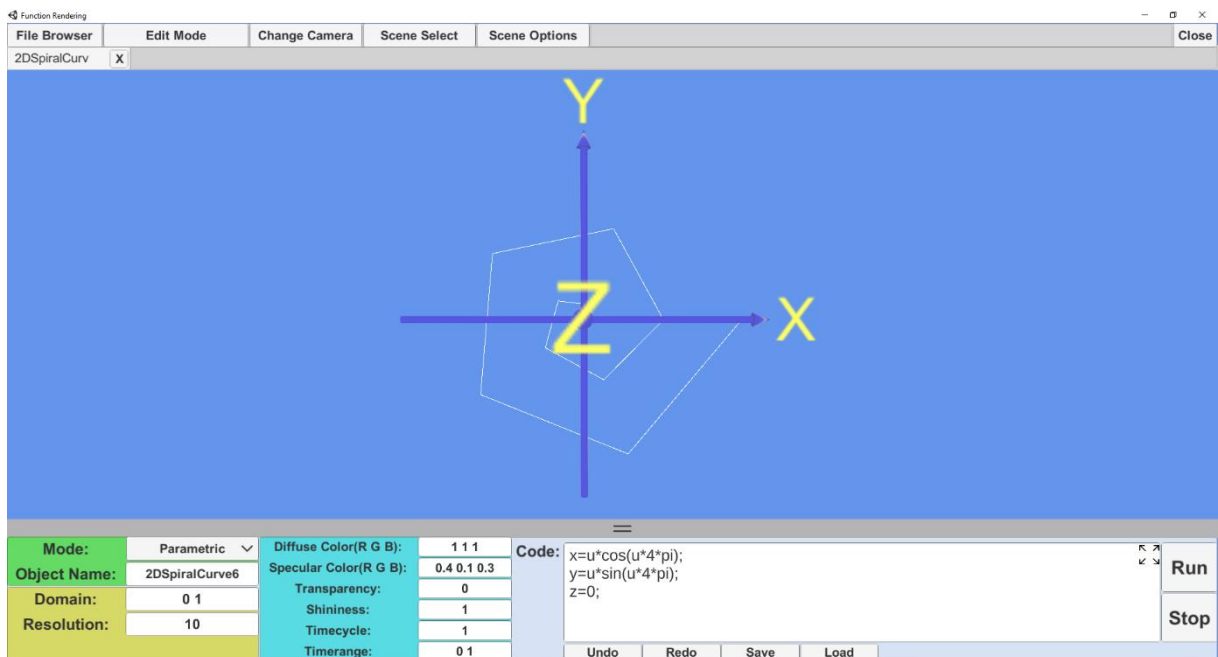 Function Rendering
File Browser Edit Mode Change Camera Scene Select Scene Options Close
2DSpiralCurv X
Y
Z
X
Mode: Parametric
Object Name: 2DSpiralCurve6
Domain: 0 1
Resolution: 10
Diffuse Color(R G B): 1 1 1
Specular Color(R G B): 0.4 0.1 0.3
Transparency: 0
Shininess: 1
Timecycle: 1
Timerange: 0 1
Code:
x=u*cos(u*4*pi);
y=u*sin(u*4*pi);
z=0;
Run
Stop
Undo Redo Save Load